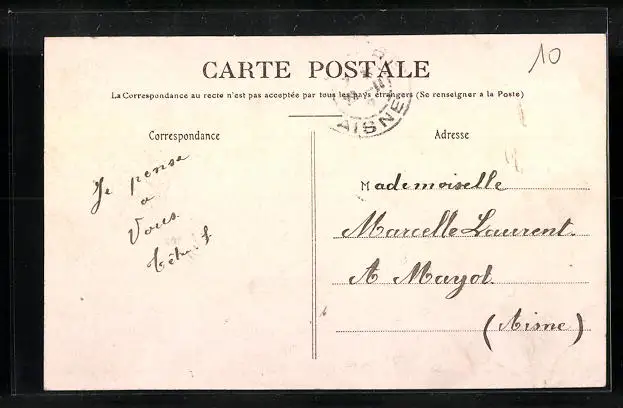 10
CARTE POSTALE
La Correspondance au recto n'est pas acceptée par tous les pays étrangers (Se renseigner a la Poste)
AISNE
Correspondance
Adresse
Je pense
a
Vous
Mademoiselle
Marcelle Laurent.
A Mayot.
(Aisne)